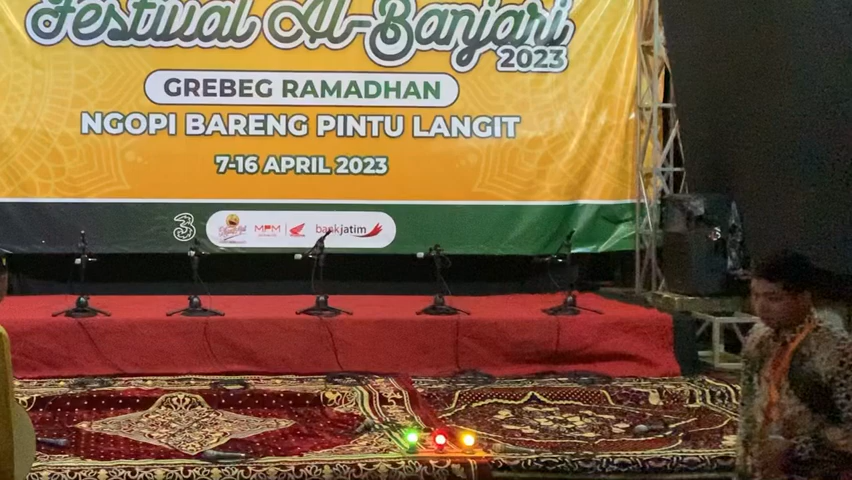 Festival Al-Banjari
2023
GREBEG RAMADHAN
NGOPI BARENG PINTU LANGIT
7-16 APRIL 2023
3
MPM
bankjatim